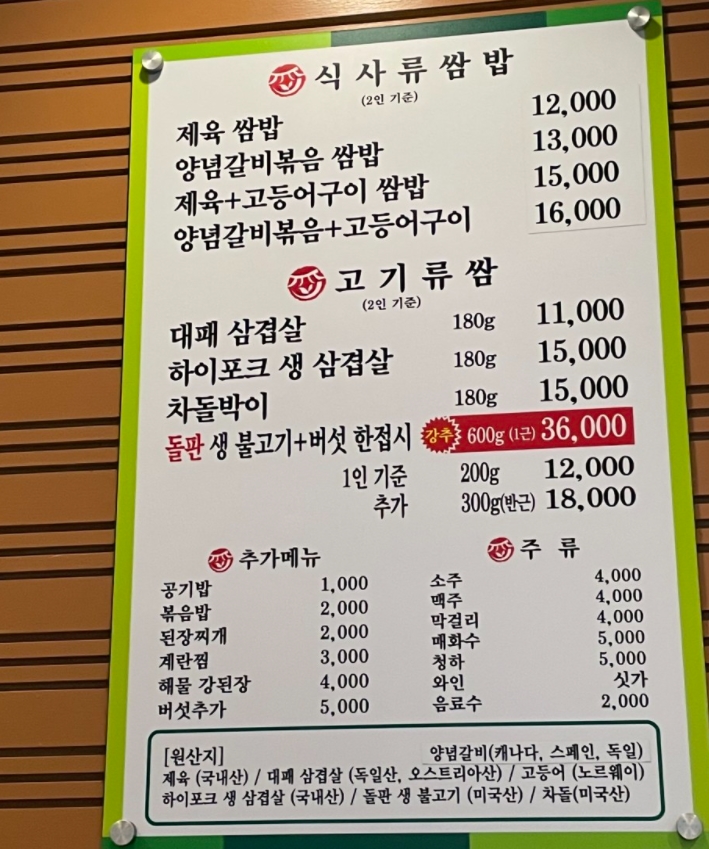 식사류쌈밥
(2인 기준)
제육 쌈밥 12,000
양념갈비볶음 쌈밥 13,000
제육+고등어구이 쌈밥 15,000
양념갈비볶음+고등어구이 16,000
고기류쌈
(2인 기준)
대패 삼겹살 180g 11,000
하이포크 생 삼겹살 180g 15,000
차돌박이 180g 15,000
돌판 생 불고기+버섯 한접시 강추 600g (1근) 36,000
1인 기준 200g 12,000
추가 300g(반근) 18,000
추가메뉴
공기밥 1,000
볶음밥 2,000
된장찌개 2,000
계란찜 3,000
해물 강된장 4,000
버섯추가 5,000
주 류
소주 4,000
맥주 4,000
막걸리 4,000
매화수 5,000
청하 5,000
와인 싯가
음료수 2,000
[원산지] 양념갈비(캐나다, 스페인, 독일)
제육 (국내산) / 대패 삼겹살 (독일산, 오스트리아산) / 고등어 (노르웨이)
하이포크 생 삼겹살 (국내산) / 돌판 생 불고기 (미국산) / 차돌(미국산)